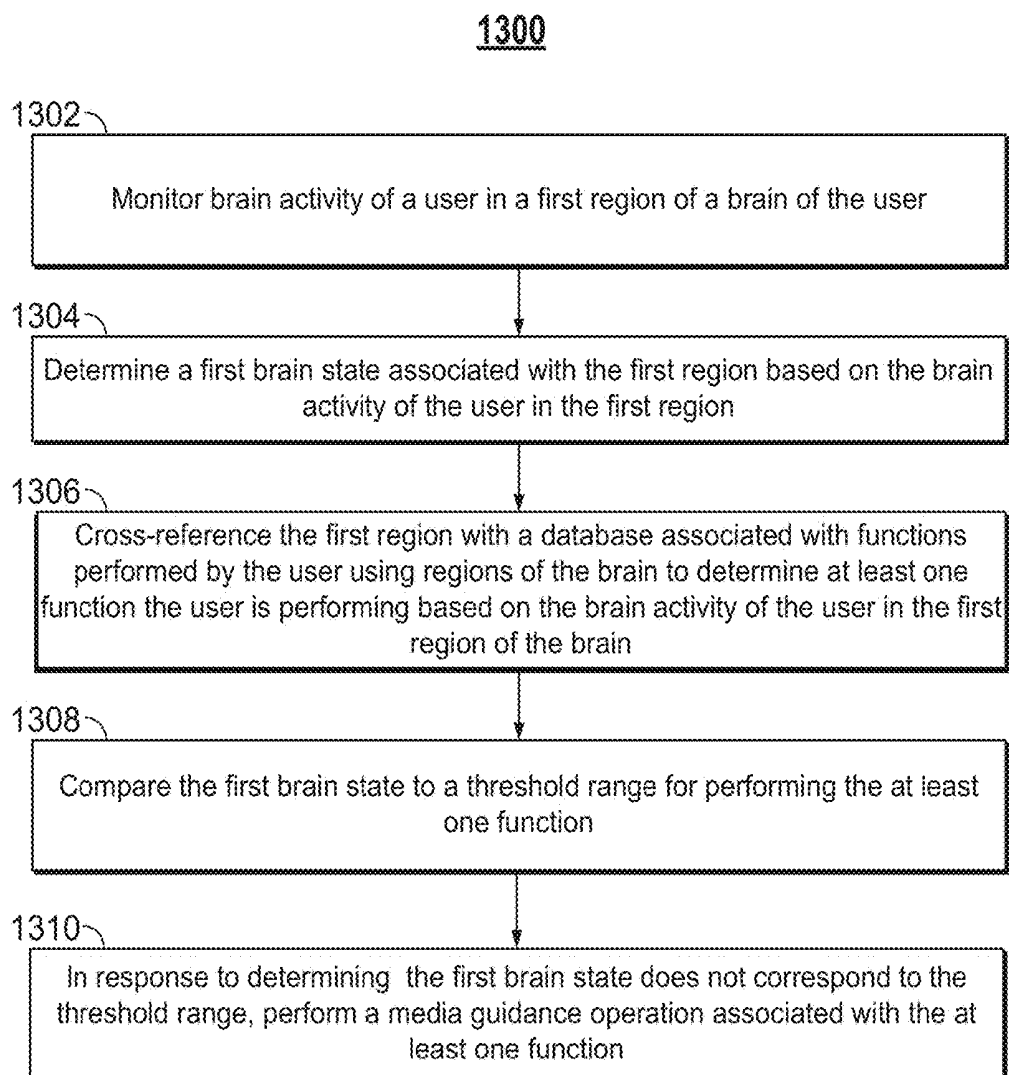 1300
1302
Monitor brain activity of a user in a first region of a brain of the user
1304
Determine a first brain state associated with the first region based on the brain
activity of the user in the first region
1306
Cross-reference the first region with a database associated with functions
performed by the user using regions of the brain to determine at least one
function the user is performing based on the brain activity of the user in the first
region of the brain
1308
Compare the first brain state to a threshold range for performing the at least
one function
1310
In response to determining the first brain state does not correspond to the
threshold range, perform a media guidance operation associated with the at
least one function